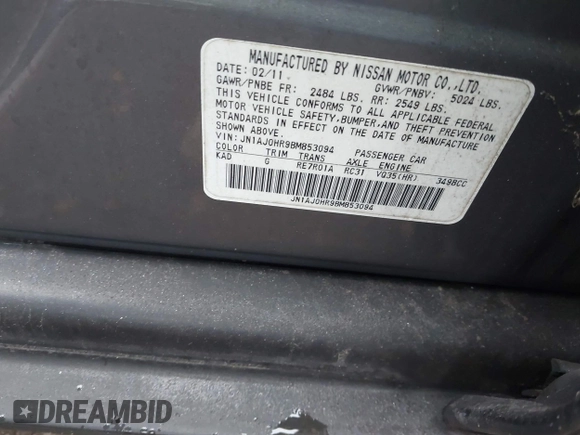 MANUFACTURED BY NISSAN MOTOR CO.,LTD.
DATE: 02/11 GVWR/PNBV: 5024 LBS.
GAWR/PNBE FR: 2484 LBS. RR: 2549 LBS.
THIS VEHICLE CONFORMS TO ALL APPLICABLE FEDERAL
MOTOR VEHICLE SAFETY,BUMPER,AND THEFT PREVENTION
STANDARDS IN EFFECT ON THE DATE OF MANUFACTURE
SHOWN ABOVE.
VIN: JN1AJ0HR9BM853094 PASSENGER CAR
COLOR TRIM TRANS AXLE ENGINE
KAD G RE7R01A RC31 VQ35(HR) 3498CC
JN1AJ0HR9BM853094
DREAMBID